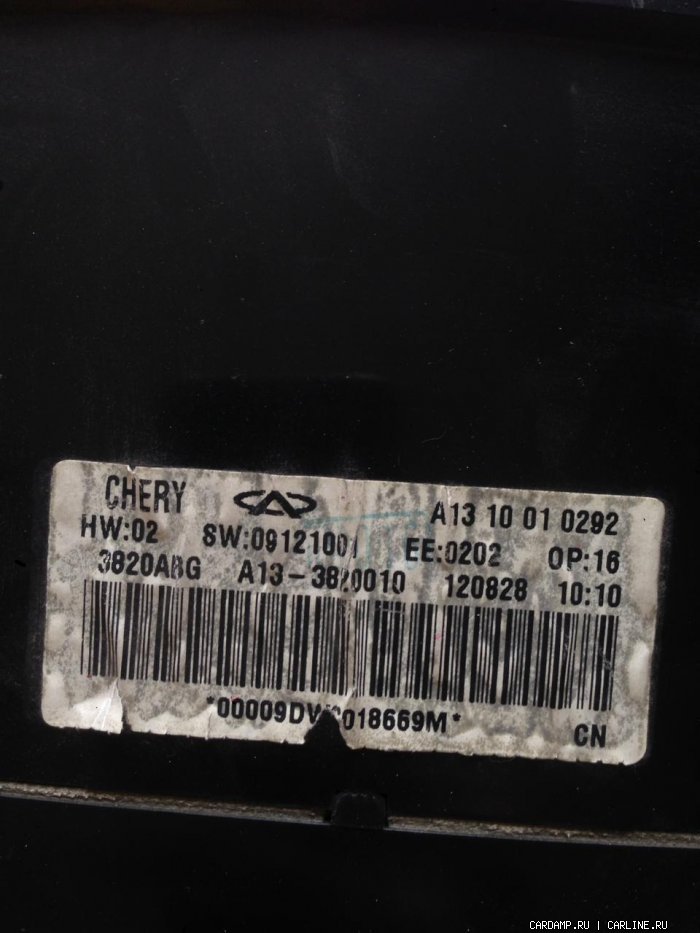 CHERY A13 10 01 0292
HW:02 SW:09121001 EE:0202 OP:16
3820ABG A13-3820010 120828 10:10
018669M*
CN
CARDAMP.RU | CARLINE.RU